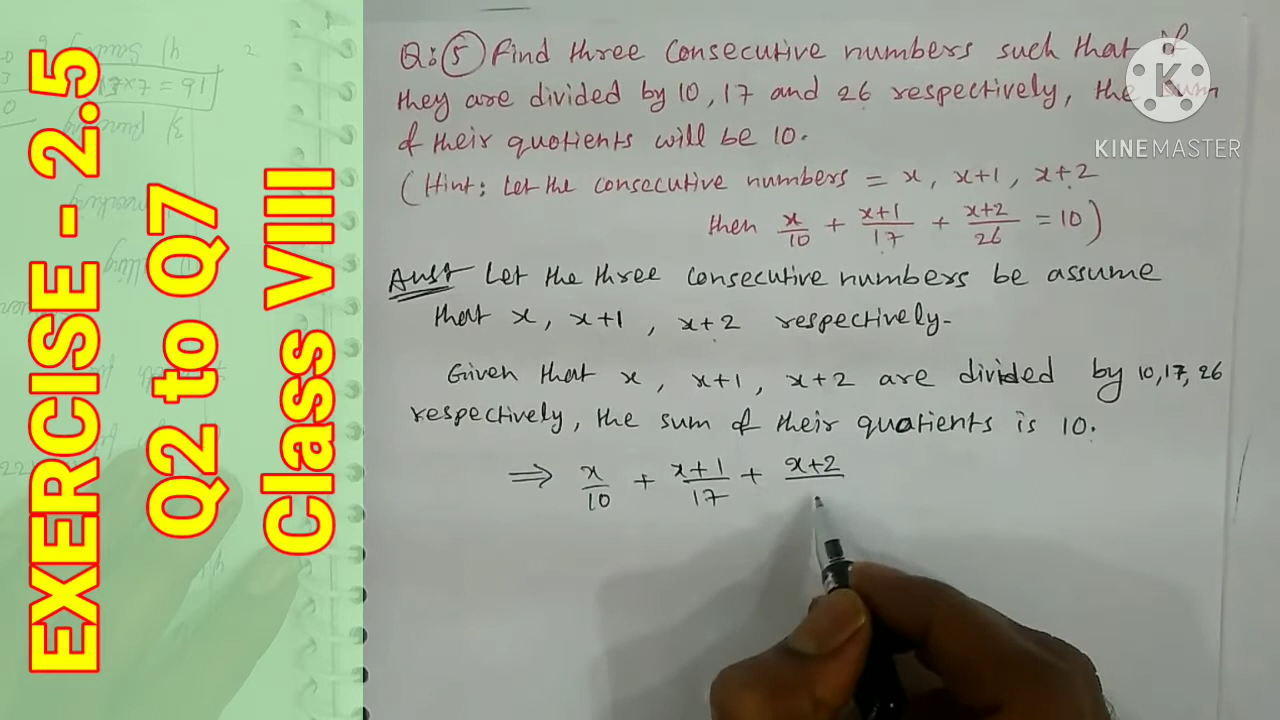 EXERCISE - 2.5
Q2 to Q7
Class VIII
KINEMASTER
Q: 5) Find three consecutive numbers such that if
they are divided by 10, 17 and 26 respectively, the sum
of their quotients will be 10.
(Hint: Let the consecutive numbers = x, x+1, x+2
then x/10 + x+1/17 + x+2/26 = 10)
Ans: Let the three consecutive numbers be assume
that x, x+1, x+2 respectively.
Given that x, x+1, x+2 are divided by 10, 17, 26
respectively, the sum of their quatients is 10.
⇒ x/10 + x+1/17 + x+2
16 = 7x